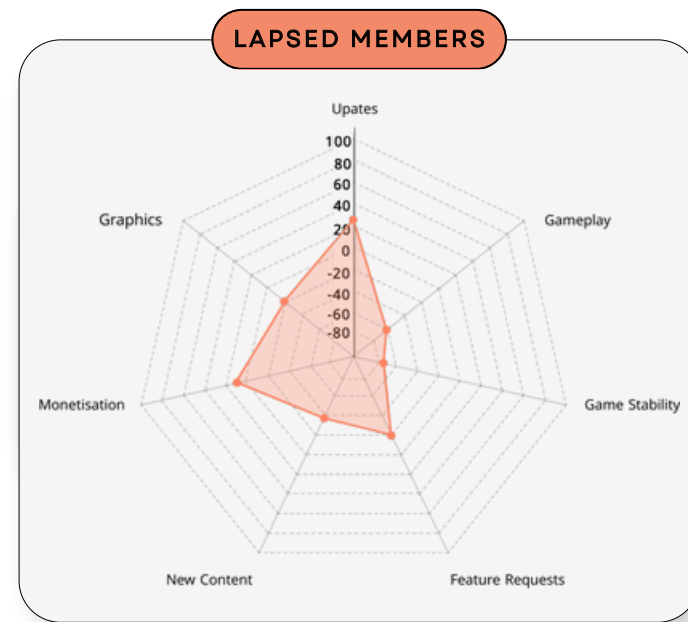 LAPSED MEMBERS
Upates
100
80
60
40
20
0
-20
-40
-60
-80
Graphics
Gameplay
Monetisation
Game Stability
New Content
Feature Requests